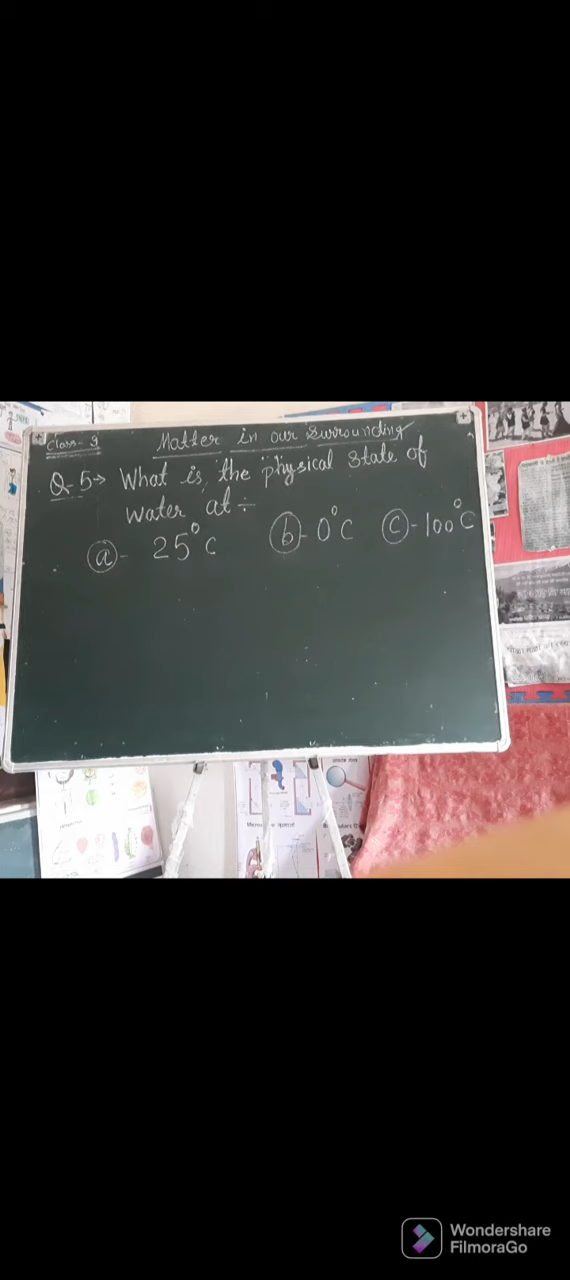 Class- 9
Matter in our Surrounding
Q-5→ What is the physical state of
water at ÷
(a)- 25°C (b)- 0°C (c)- 100°C
Wondershare
FilmoraGo